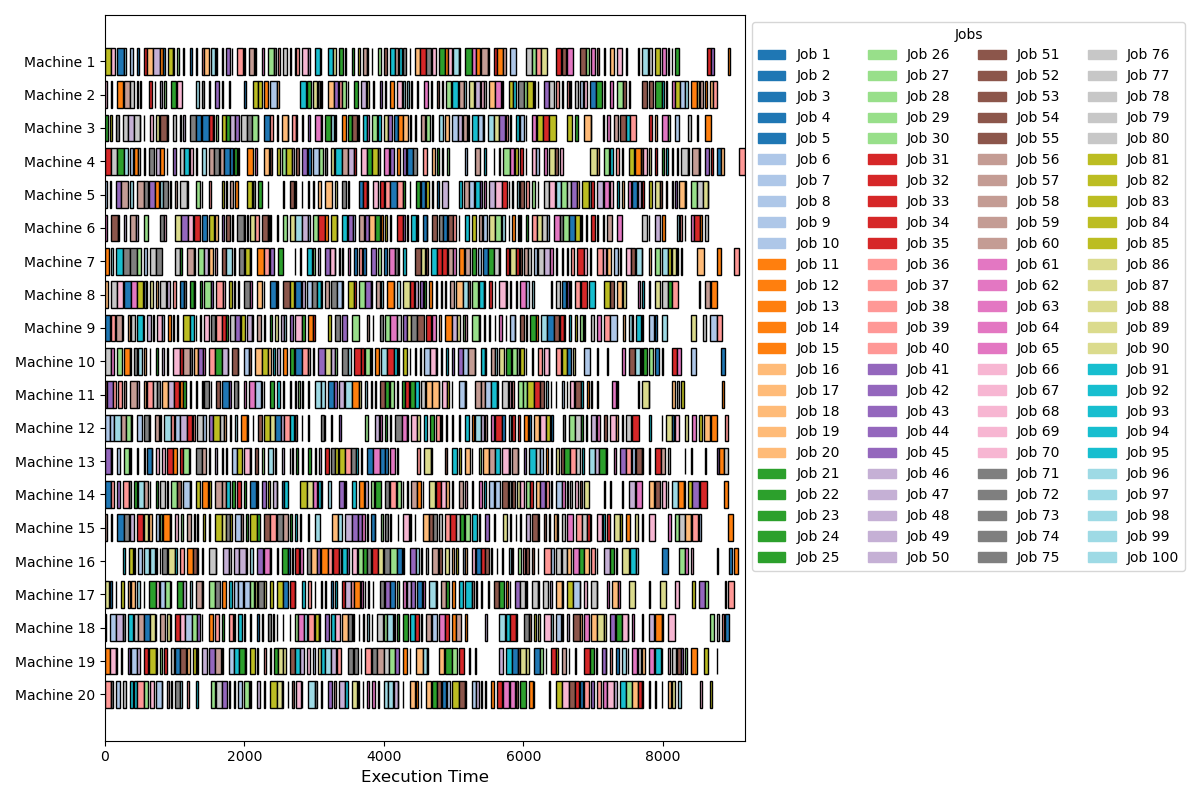 Machine 1
Machine 2
Machine 3
Machine 4
Machine 5
Machine 6
Machine 7
Machine 8
Machine 9
Machine 10
Machine 11
Machine 12
Machine 13
Machine 14
Machine 15
Machine 16
Machine 17
Machine 18
Machine 19
Machine 20
0 2000 4000 6000 8000
Execution Time
Jobs
Job 1 Job 26 Job 51 Job 76
Job 2 Job 27 Job 52 Job 77
Job 3 Job 28 Job 53 Job 78
Job 4 Job 29 Job 54 Job 79
Job 5 Job 30 Job 55 Job 80
Job 6 Job 31 Job 56 Job 81
Job 7 Job 32 Job 57 Job 82
Job 8 Job 33 Job 58 Job 83
Job 9 Job 34 Job 59 Job 84
Job 10 Job 35 Job 60 Job 85
Job 11 Job 36 Job 61 Job 86
Job 12 Job 37 Job 62 Job 87
Job 13 Job 38 Job 63 Job 88
Job 14 Job 39 Job 64 Job 89
Job 15 Job 40 Job 65 Job 90
Job 16 Job 41 Job 66 Job 91
Job 17 Job 42 Job 67 Job 92
Job 18 Job 43 Job 68 Job 93
Job 19 Job 44 Job 69 Job 94
Job 20 Job 45 Job 70 Job 95
Job 21 Job 46 Job 71 Job 96
Job 22 Job 47 Job 72 Job 97
Job 23 Job 48 Job 73 Job 98
Job 24 Job 49 Job 74 Job 99
Job 25 Job 50 Job 75 Job 100